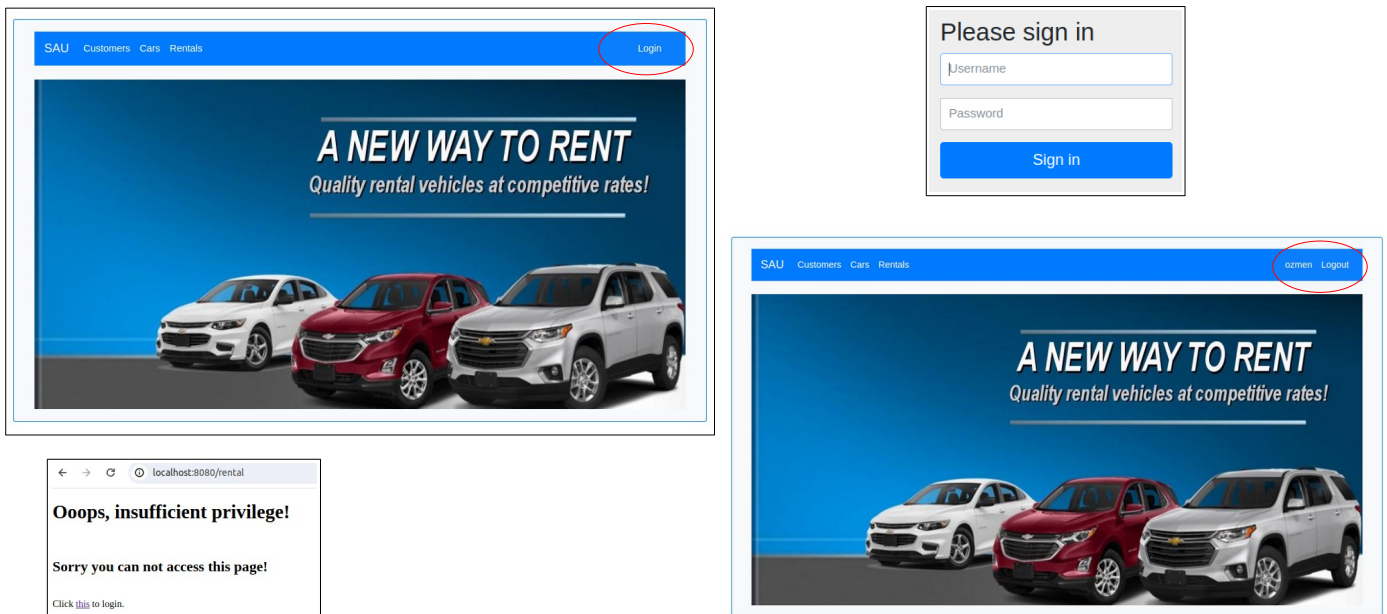 SAU Customers Cars Rentals Login
A NEW WAY TO RENT
Quality rental vehicles at competitive rates!
Please sign in
Username
Password
Sign in
SAU Customers Cars Rentals ozmen Logout
A NEW WAY TO RENT
Quality rental vehicles at competitive rates!
localhost:8080/rental
Ooops, insufficient privilege!
Sorry you can not access this page!
Click this to login.